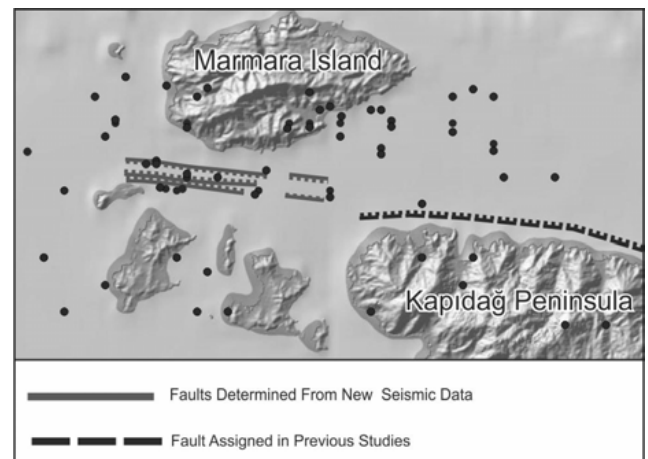 Marmara Island
Kapıdağ Peninsula
Faults Determined From New Seismic Data
Fault Assigned in Previous Studies